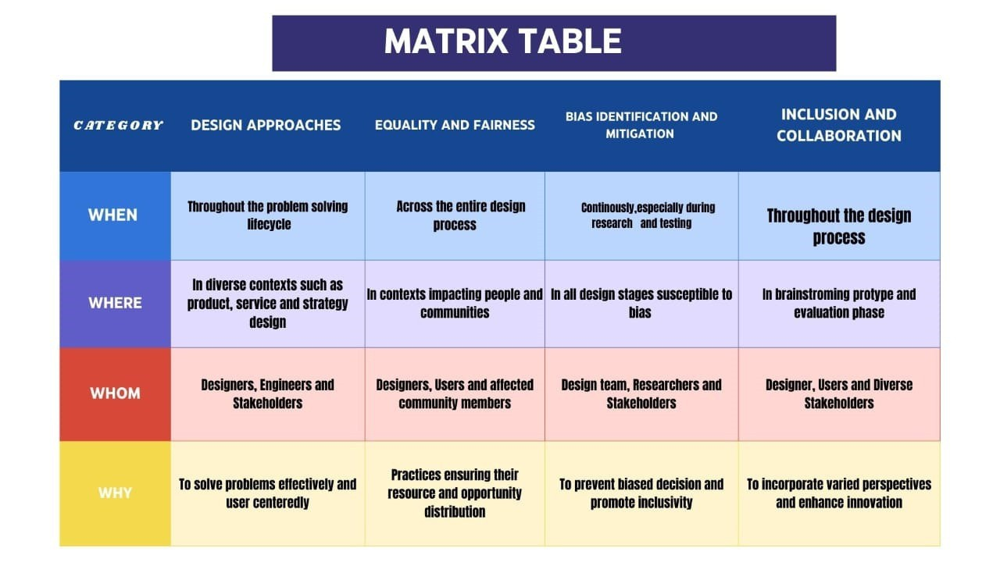 MATRIX TABLE
CATEGORY
DESIGN APPROACHES
EQUALITY AND FAIRNESS
BIAS IDENTIFICATION AND
MITIGATION
INCLUSION AND
COLLABORATION
WHEN
Throughout the problem solving
lifecycle
Across the entire design
process
Continously,especially during
research and testing
Throughout the design
process
WHERE
In diverse contexts such as
product, service and strategy
design
In contexts impacting people and
communities
In all design stages susceptible to
bias
In brainstroming protype and
evaluation phase
WHOM
Designers, Engineers and
Stakeholders
Designers, Users and affected
community members
Design team, Researchers and
Stakeholders
Designer, Users and Diverse
Stakeholders
WHY
To solve problems effectively and
user centeredly
Practices ensuring their
resource and opportunity
distribution
To prevent biased decision and
promote inclusivity
To incorporate varied perspectives
and enhance innovation